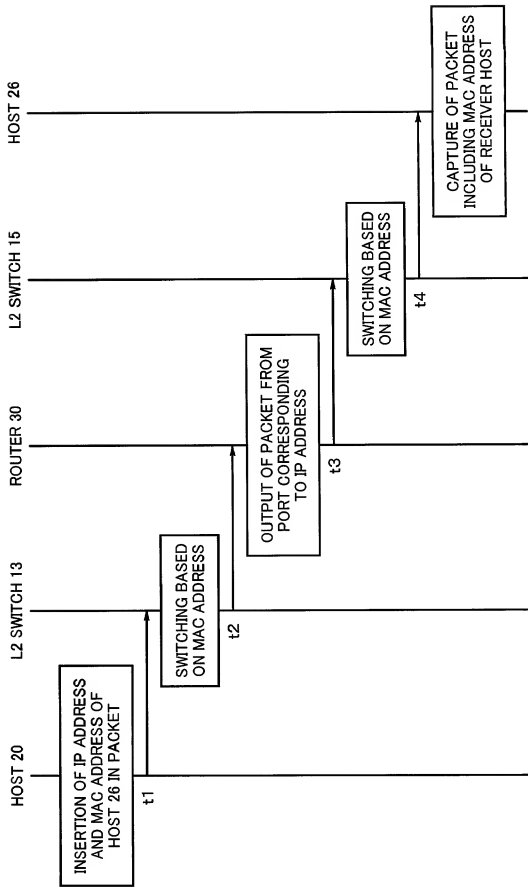 HOST 20
L2 SWITCH 13
ROUTER 30
L2 SWITCH 15
HOST 26
INSERTION OF IP ADDRESS
AND MAC ADDRESS OF
HOST 26 IN PACKET
t1
SWITCHING BASED
ON MAC ADDRESS
t2
OUTPUT OF PACKET FROM
PORT CORRESPONDING
TO IP ADDRESS
t3
SWITCHING BASED
ON MAC ADDRESS
t4
CAPTURE OF PACKET
INCLUDING MAC ADDRESS
OF RECEIVER HOST